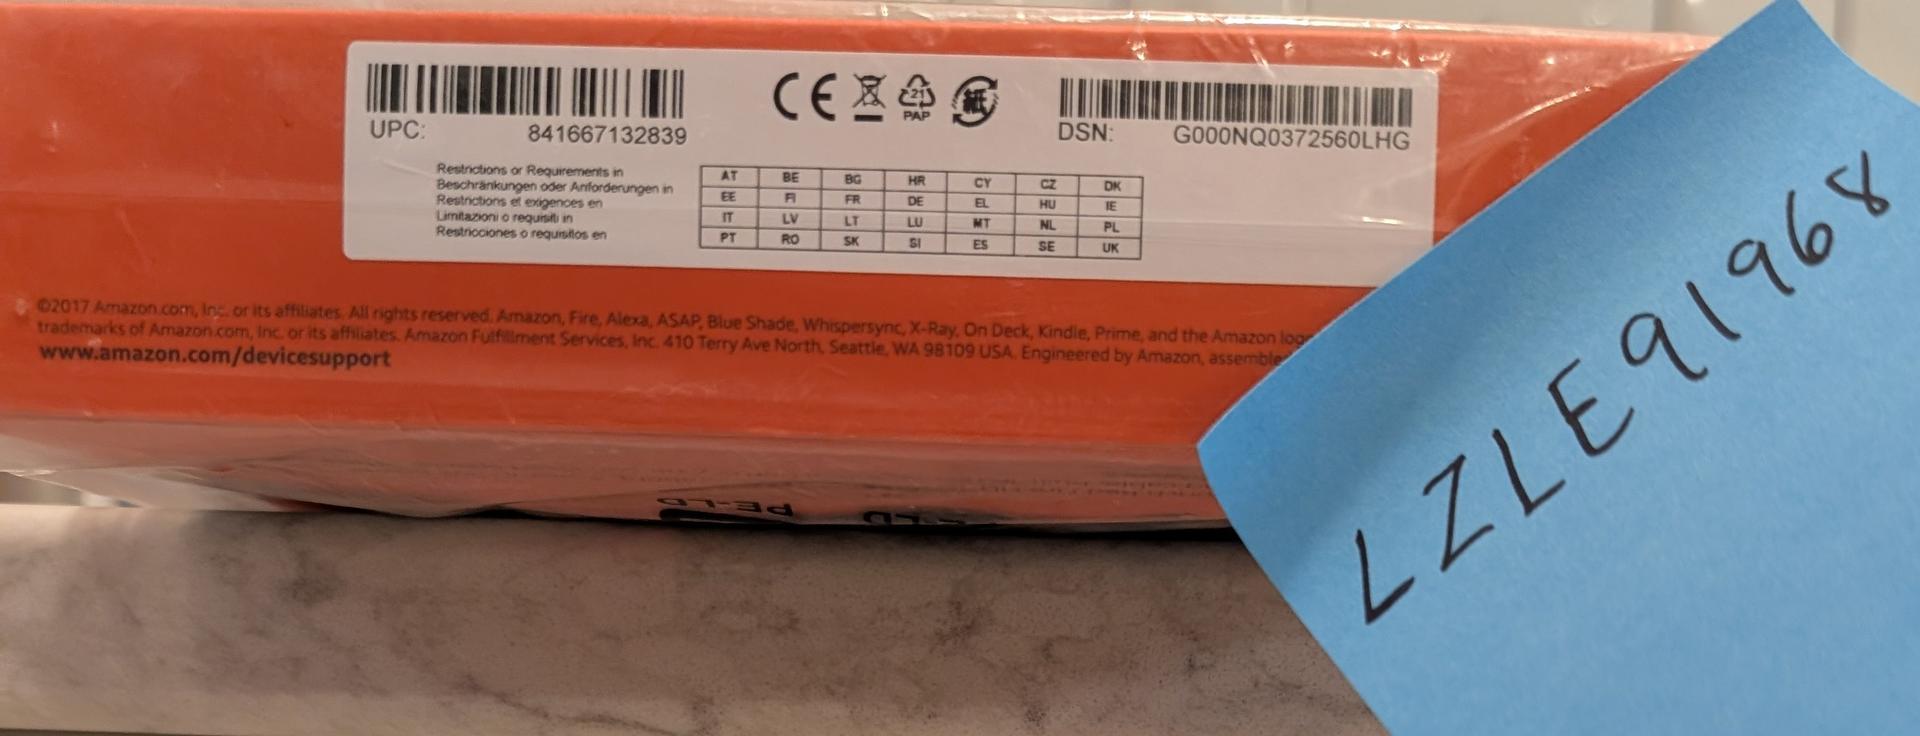 UPC: 841667132839
CE
21
PAP
紙
DSN: G000NQ0372560LHG
Restrictions or Requirements in
Beschränkungen oder Anforderungen in
Restrictions et exigences en
Limitazioni o requisiti in
Restricciones o requisitos en
AT BE BG HR CY CZ DK
EE FI FR DE EL HU IE
IT LV LT LU MT NL PL
PT RO SK SI ES SE UK
©2017 Amazon.com, Inc. or its affiliates. All rights reserved. Amazon, Fire, Alexa, ASAP, Blue Shade, Whispersync, X-Ray, On Deck, Kindle, Prime, and the Amazon logo
trademarks of Amazon.com, Inc. or its affiliates. Amazon Fulfillment Services, Inc. 410 Terry Ave North, Seattle, WA 98109 USA. Engineered by Amazon, assembled
www.amazon.com/devicesupport
PE-LD
LZLE91968